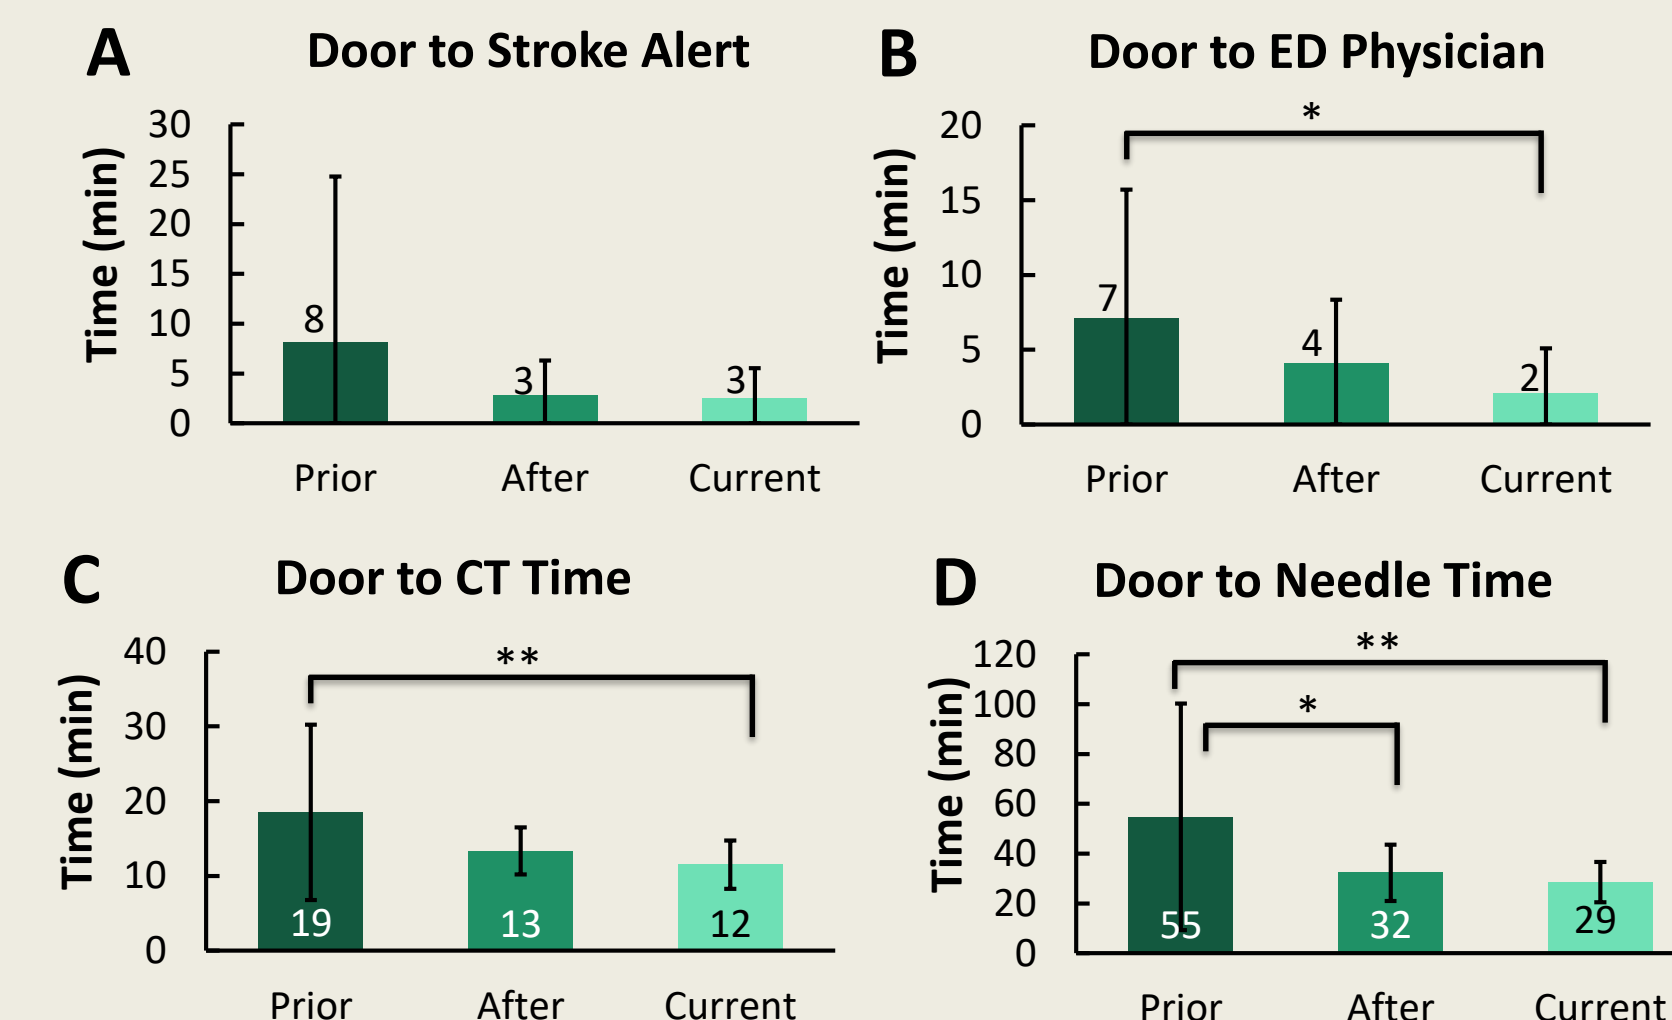 A
Door to Stroke Alert
Time (min)
30
25
20
15
10
5
0
8
3
3
Prior After Current
B
Door to ED Physician
Time (min)
20
15
10
5
0
*
7
4
2
Prior After Current
C
Door to CT Time
Time (min)
40
30
20
10
0
**
19
13
12
Prior After Current
D
Door to Needle Time
Time (min)
120
100
80
60
40
20
0
**
*
55
32
29
Prior After Current